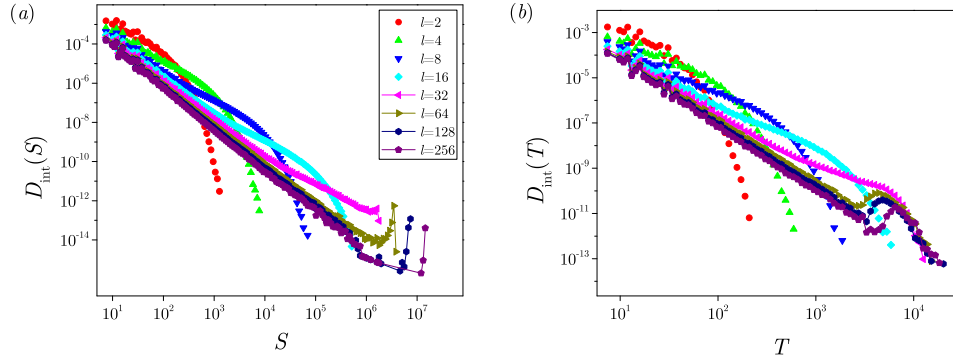 (a)
D_int(S)
10^-4
10^-6
10^-8
10^-10
10^-12
10^-14
10^1 10^2 10^3 10^4 10^5 10^6 10^7
S
l=2
l=4
l=8
l=16
l=32
l=64
l=128
l=256
(b)
D_int(T)
10^-3
10^-5
10^-7
10^-9
10^-11
10^-13
10^1 10^2 10^3 10^4
T